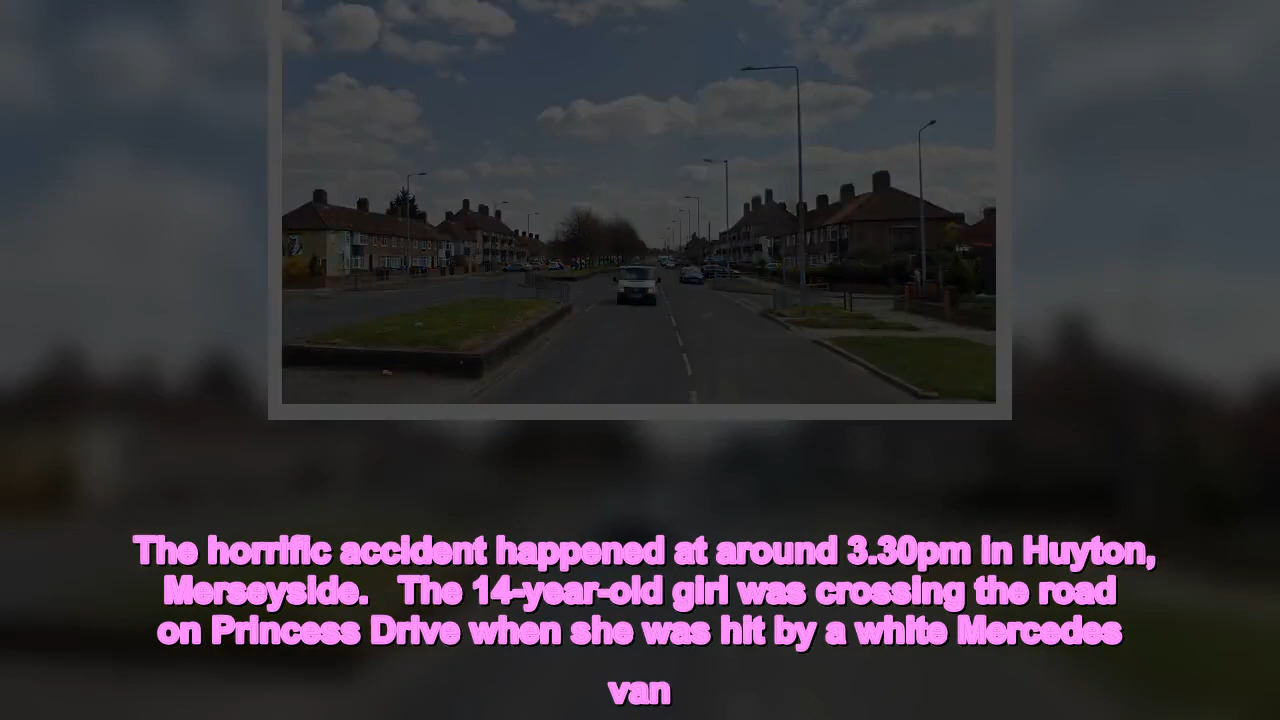 The horrific accident happened at around 3.30pm in Huyton,
Merseyside.   The 14-year-old girl was crossing the road
on Princess Drive when she was hit by a white Mercedes
van